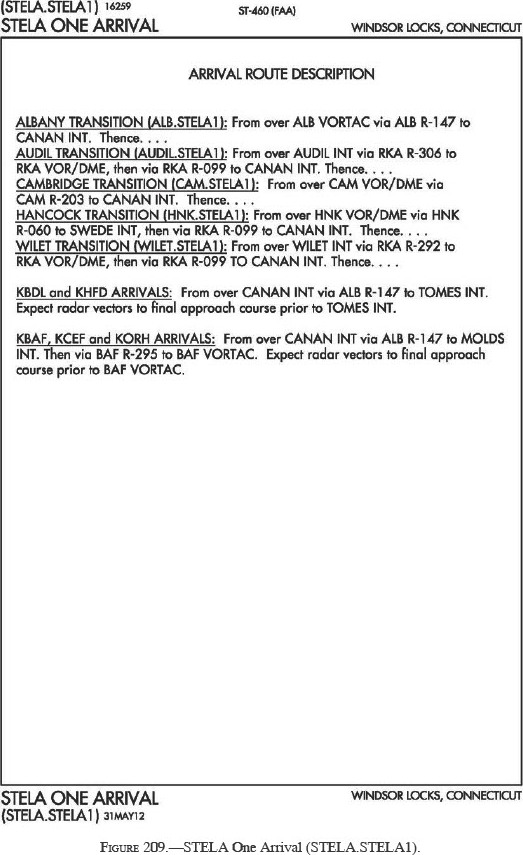 (STELA.STELA1) 16259
ST-460 (FAA)
STELA ONE ARRIVAL
WINDSOR LOCKS, CONNECTICUT
ARRIVAL ROUTE DESCRIPTION
ALBANY TRANSITION (ALB.STELA1): From over ALB VORTAC via ALB R-147 to
CANAN INT. Thence. . . .
AUDIL TRANSITION (AUDIL.STELA1): From over AUDIL INT via RKA R-306 to
RKA VOR/DME, then via RKA R-099 to CANAN INT. Thence. . . .
CAMBRIDGE TRANSITION (CAM.STELA1): From over CAM VOR/DME via
CAM R-203 to CANAN INT. Thence. . . .
HANCOCK TRANSITION (HNK.STELA1): From over HNK VOR/DME via HNK
R-060 to SWEDE INT, then via RKA R-099 to CANAN INT. Thence. . . .
WILET TRANSITION (WILET.STELA1): From over WILET INT via RKA R-292 to
RKA VOR/DME, then via RKA R-099 TO CANAN INT. Thence. . . .
KBDL and KHFD ARRIVALS: From over CANAN INT via ALB R-147 to TOMES INT.
Expect radar vectors to final approach course prior to TOMES INT.
KBAF, KCEF and KORH ARRIVALS: From over CANAN INT via ALB R-147 to MOLDS
INT. Then via BAF R-295 to BAF VORTAC. Expect radar vectors to final approach
course prior to BAF VORTAC.
STELA ONE ARRIVAL
WINDSOR LOCKS, CONNECTICUT
(STELA.STELA1) 31MAY12
FIGURE 209.—STELA One Arrival (STELA.STELA1).